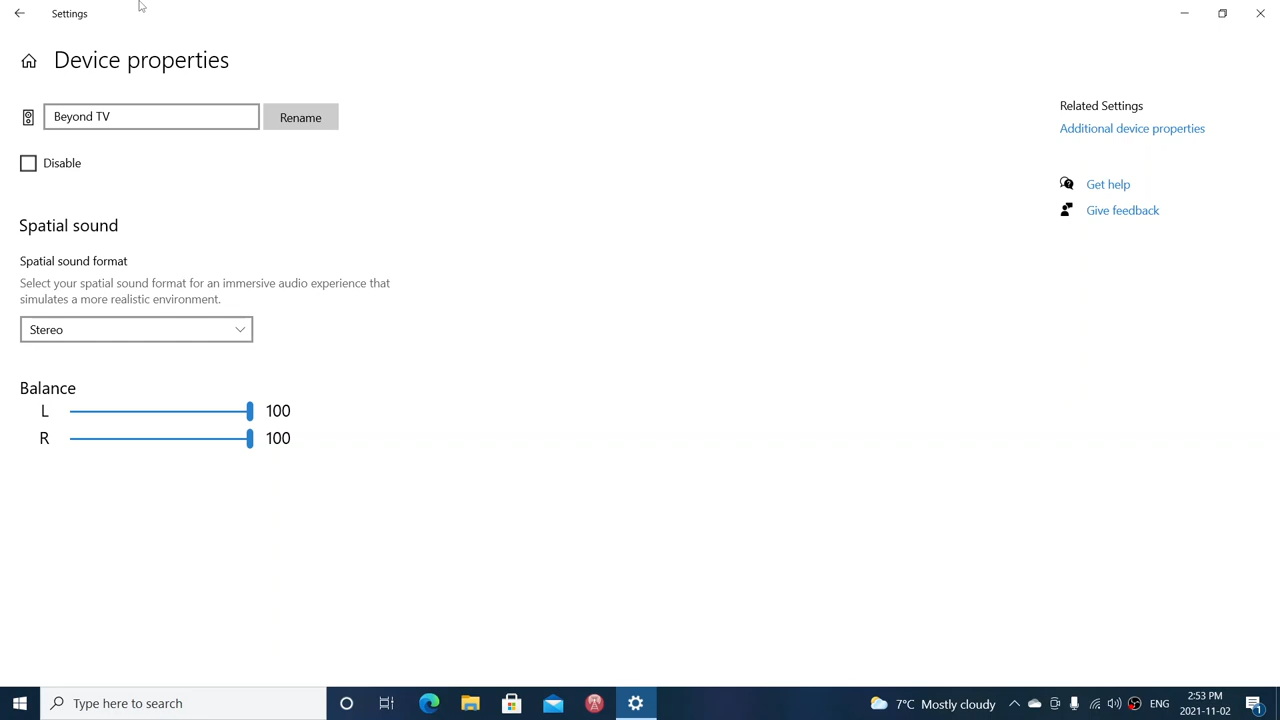 Settings
Device properties
Beyond TV
Rename
Disable
Spatial sound
Spatial sound format
Select your spatial sound format for an immersive audio experience that
simulates a more realistic environment.
Stereo
Balance
L 100
R 100
Related Settings
Additional device properties
Get help
Give feedback
Type here to search
7°C Mostly cloudy
ENG
2:53 PM
2021-11-02
1